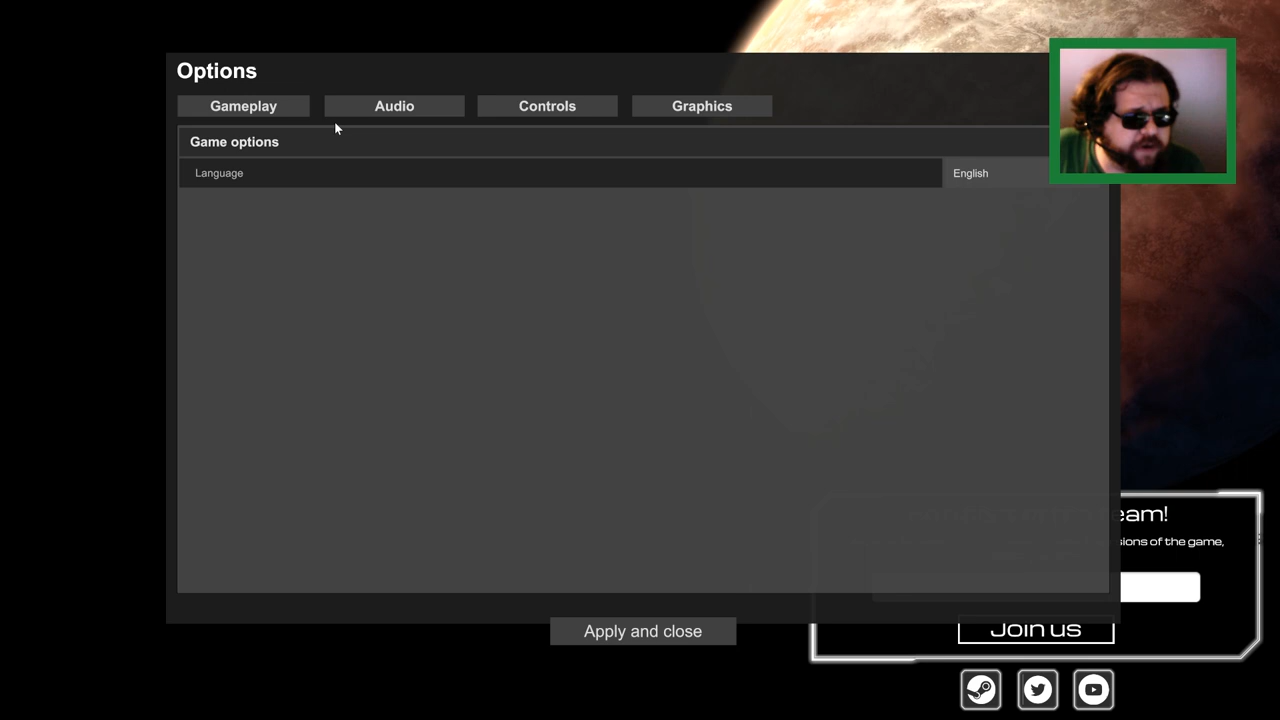 Options
Gameplay Audio Controls Graphics
Game options
Language English
eam!
sions of the game,
Join us
Apply and close